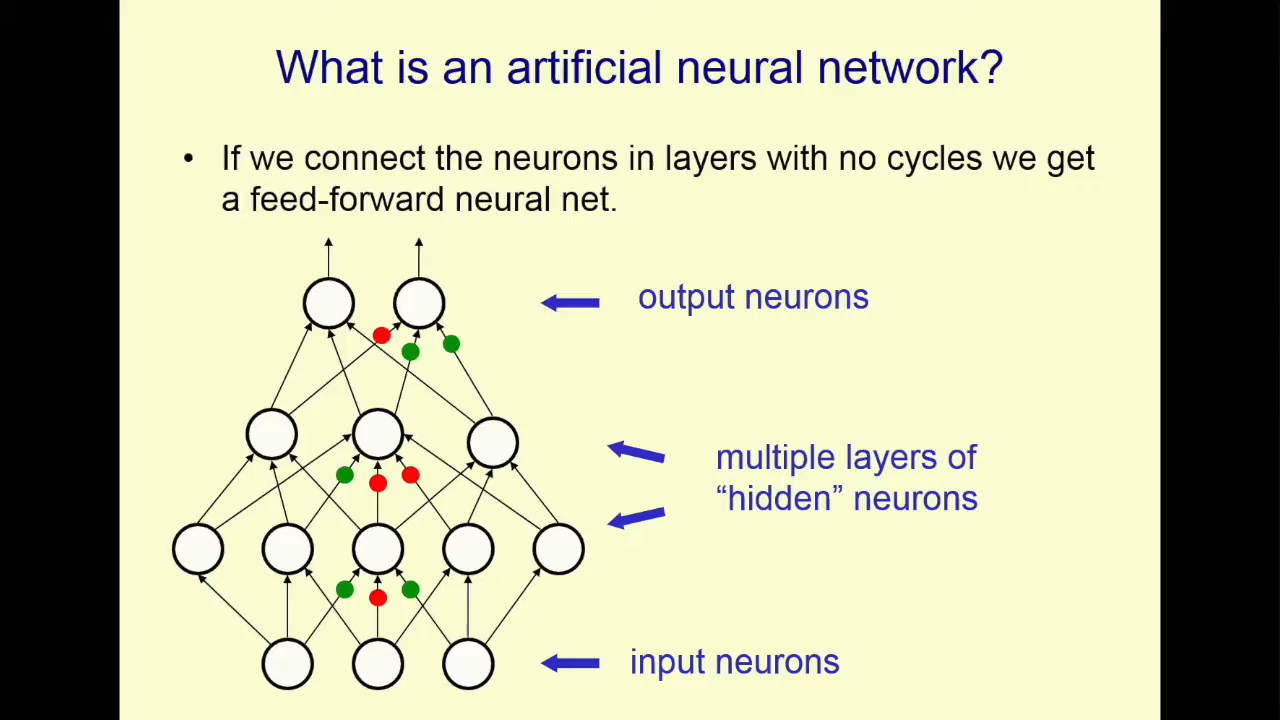 What is an artificial neural network?
• If we connect the neurons in layers with no cycles we get
a feed-forward neural net.
output neurons
multiple layers of
“hidden” neurons
input neurons